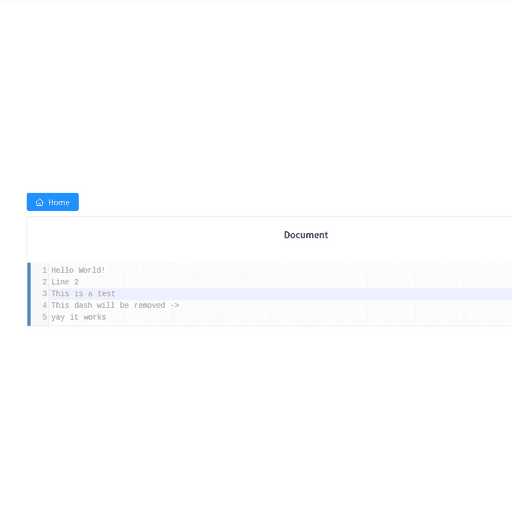 Home
Document
1 Hello World!
2 Line 2
3 This is a test
4 This dash will be removed ->
5 yay it works